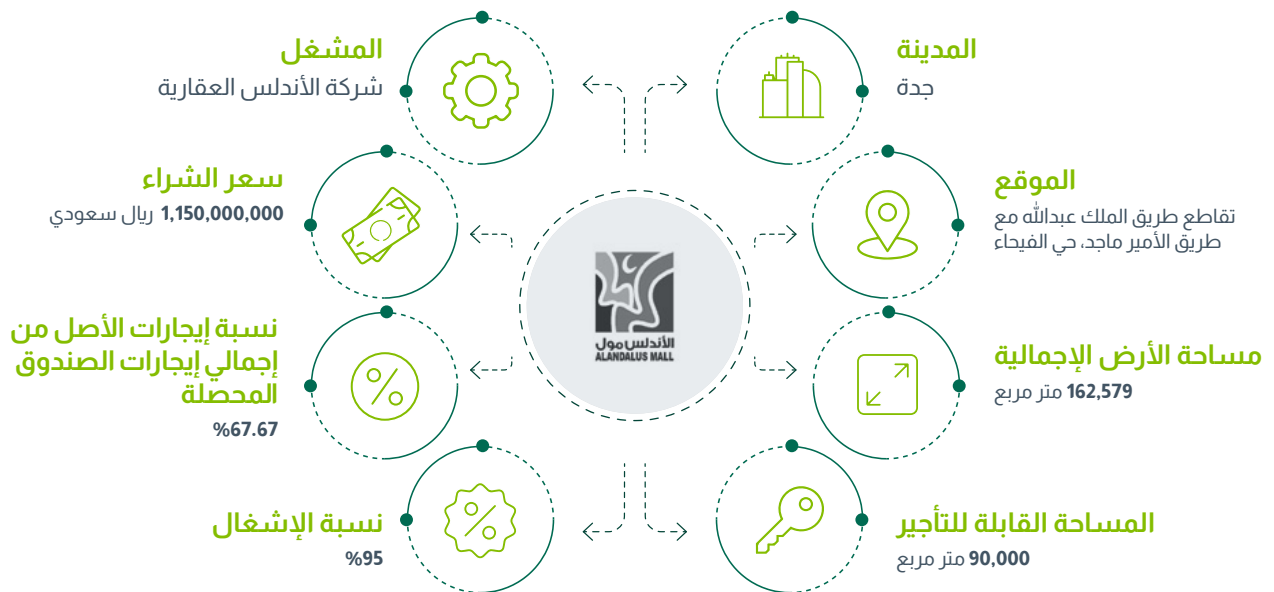 المدينة
جدة
الموقع
تقاطع طريق الملك عبدالله مع
طريق الأمير ماجد، حي الفيحاء
مساحة الأرض الإجمالية
162,579 متر مربع
المساحة القابلة للتأجير
90,000 متر مربع
الأندلس مول
ALANDALUS MALL
المشغل
شركة الأندلس العقارية
سعر الشراء
1,150,000,000 ريال سعودي
نسبة إيجارات الأصل من
إجمالي إيجارات الصندوق
المحصلة
%67.67
نسبة الإشغال
%95